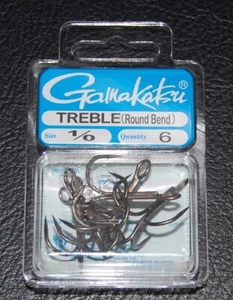 Gamakatsu®
TREBLE (Round Bend)
Size 1/0 Quantity 6